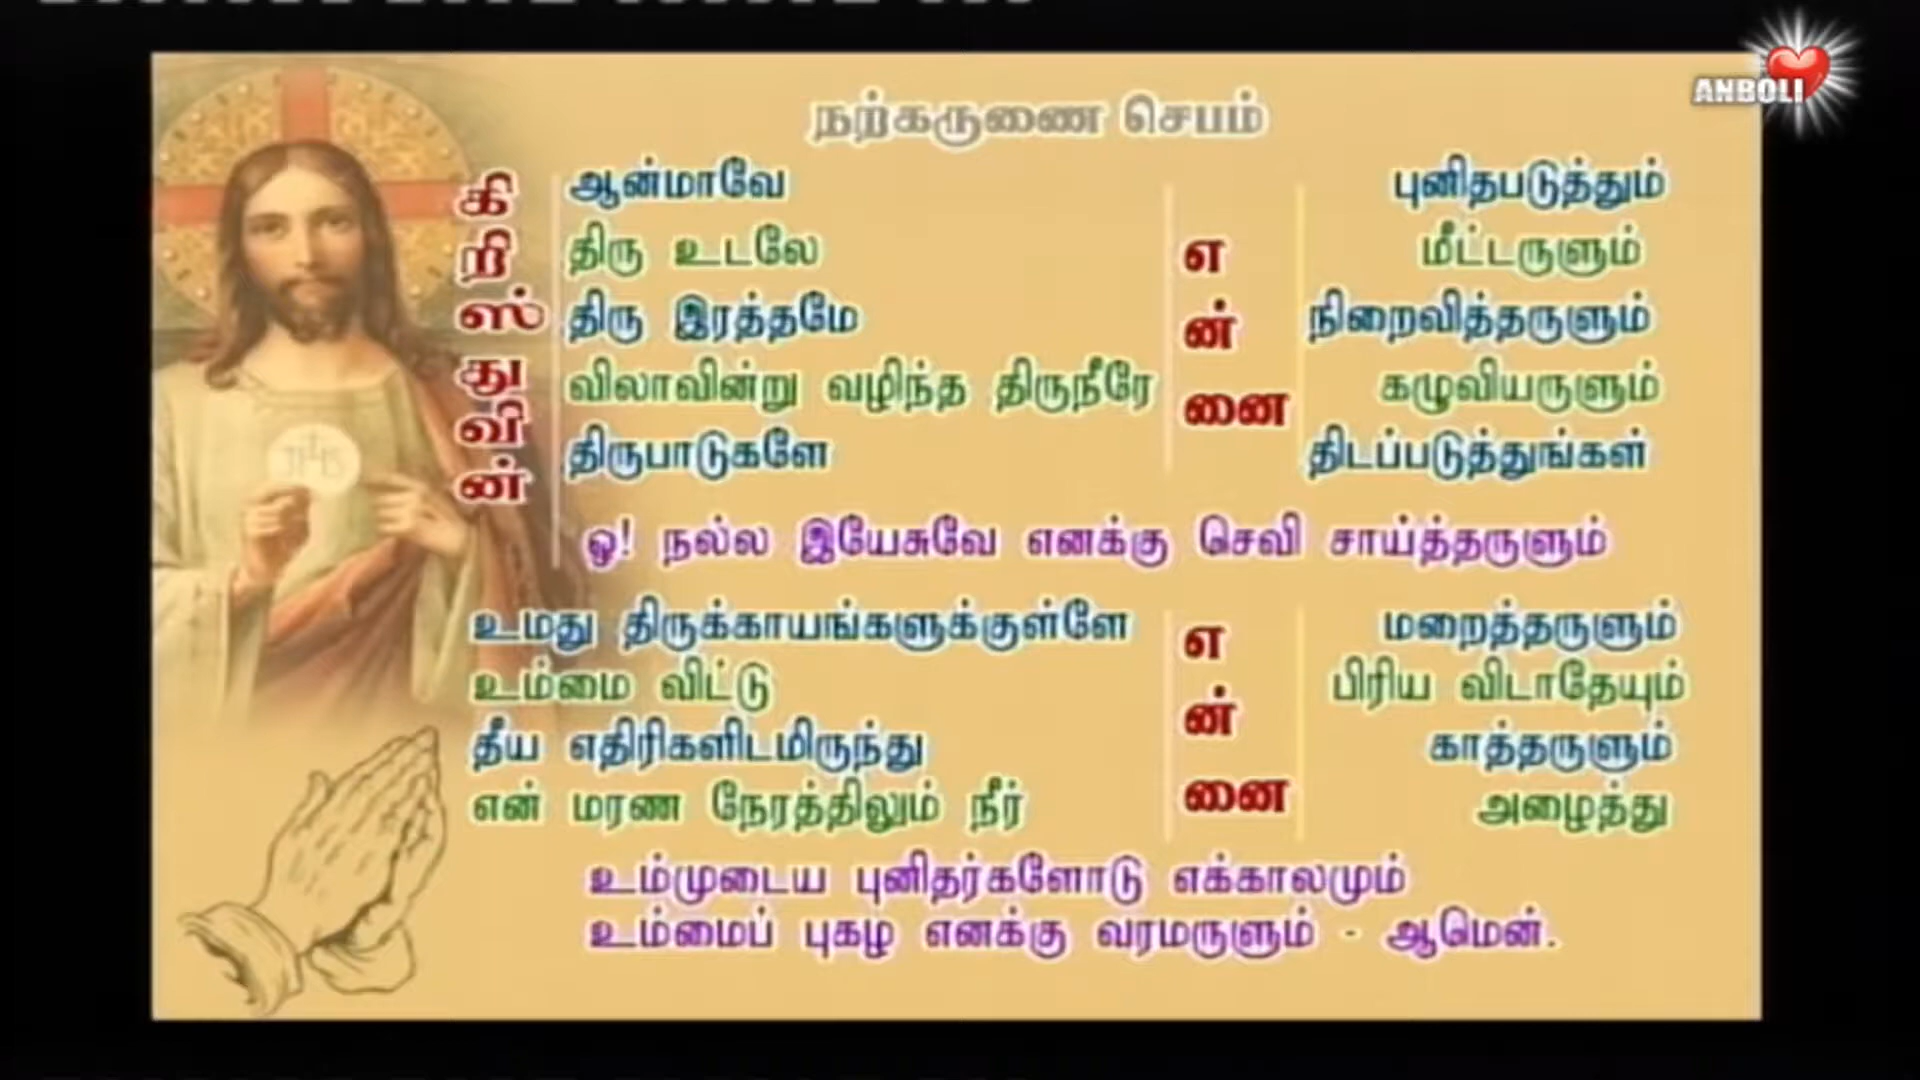 ANBOLI
நற்கருணை செபம்
கிறிஸ்துவின்
ஆன்மாவே
திரு உடலே
திரு இரத்தமே
விலாவின்று வழிந்த திருநீரே
திருபாடுகளே
என்னை
புனிதபடுத்தும்
மீட்டருளும்
நிறைவித்தருளும்
கழுவியருளும்
திடப்படுத்துங்கள்
ஓ! நல்ல இயேசுவே எனக்கு செவி சாய்த்தருளும்
உமது திருக்காயங்களுக்குள்ளே
உம்மை விட்டு
தீய எதிரிகளிடமிருந்து
என் மரண நேரத்திலும் நீர்
என்னை
மறைத்தருளும்
பிரிய விடாதேயும்
காத்தருளும்
அழைத்து
உம்முடைய புனிதர்களோடு எக்காலமும்
உம்மைப் புகழ எனக்கு வரமருளும் - ஆமென்.